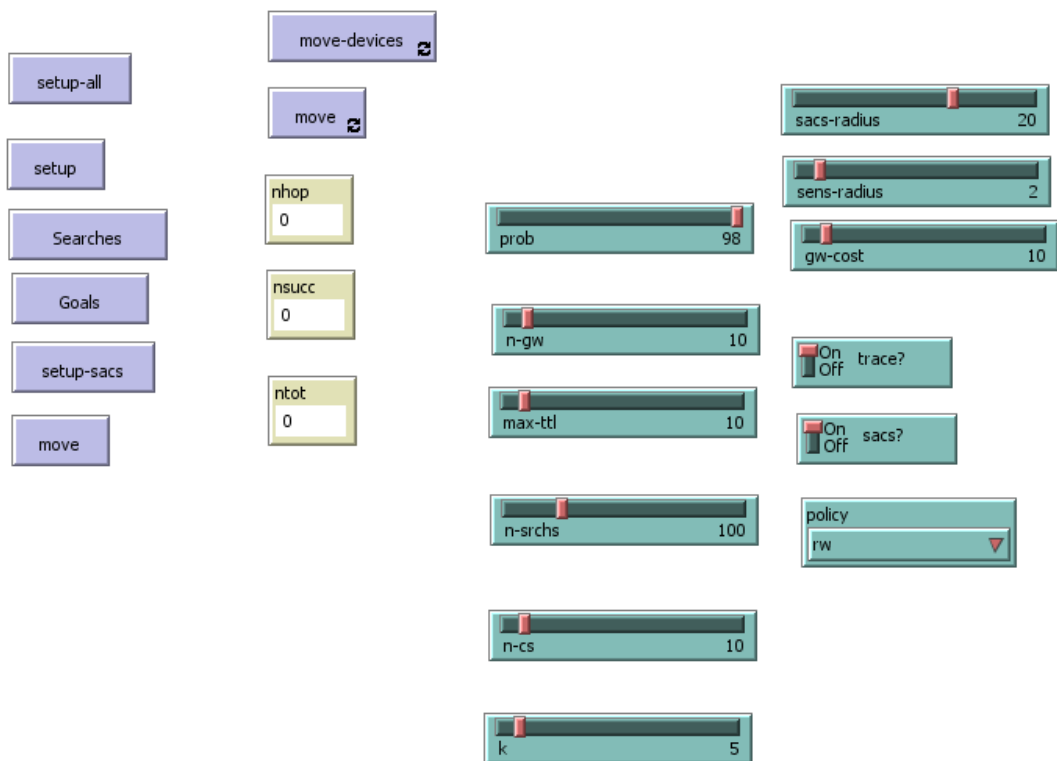 setup-all
setup
Searches
Goals
setup-sacs
move
move-devices
move
nhop
0
nsucc
0
ntot
0
prob 98
n-gw 10
max-ttl 10
n-srchs 100
n-cs 10
k 5
sacs-radius 20
sens-radius 2
gw-cost 10
On
Off
trace?
On
Off
sacs?
policy
rw